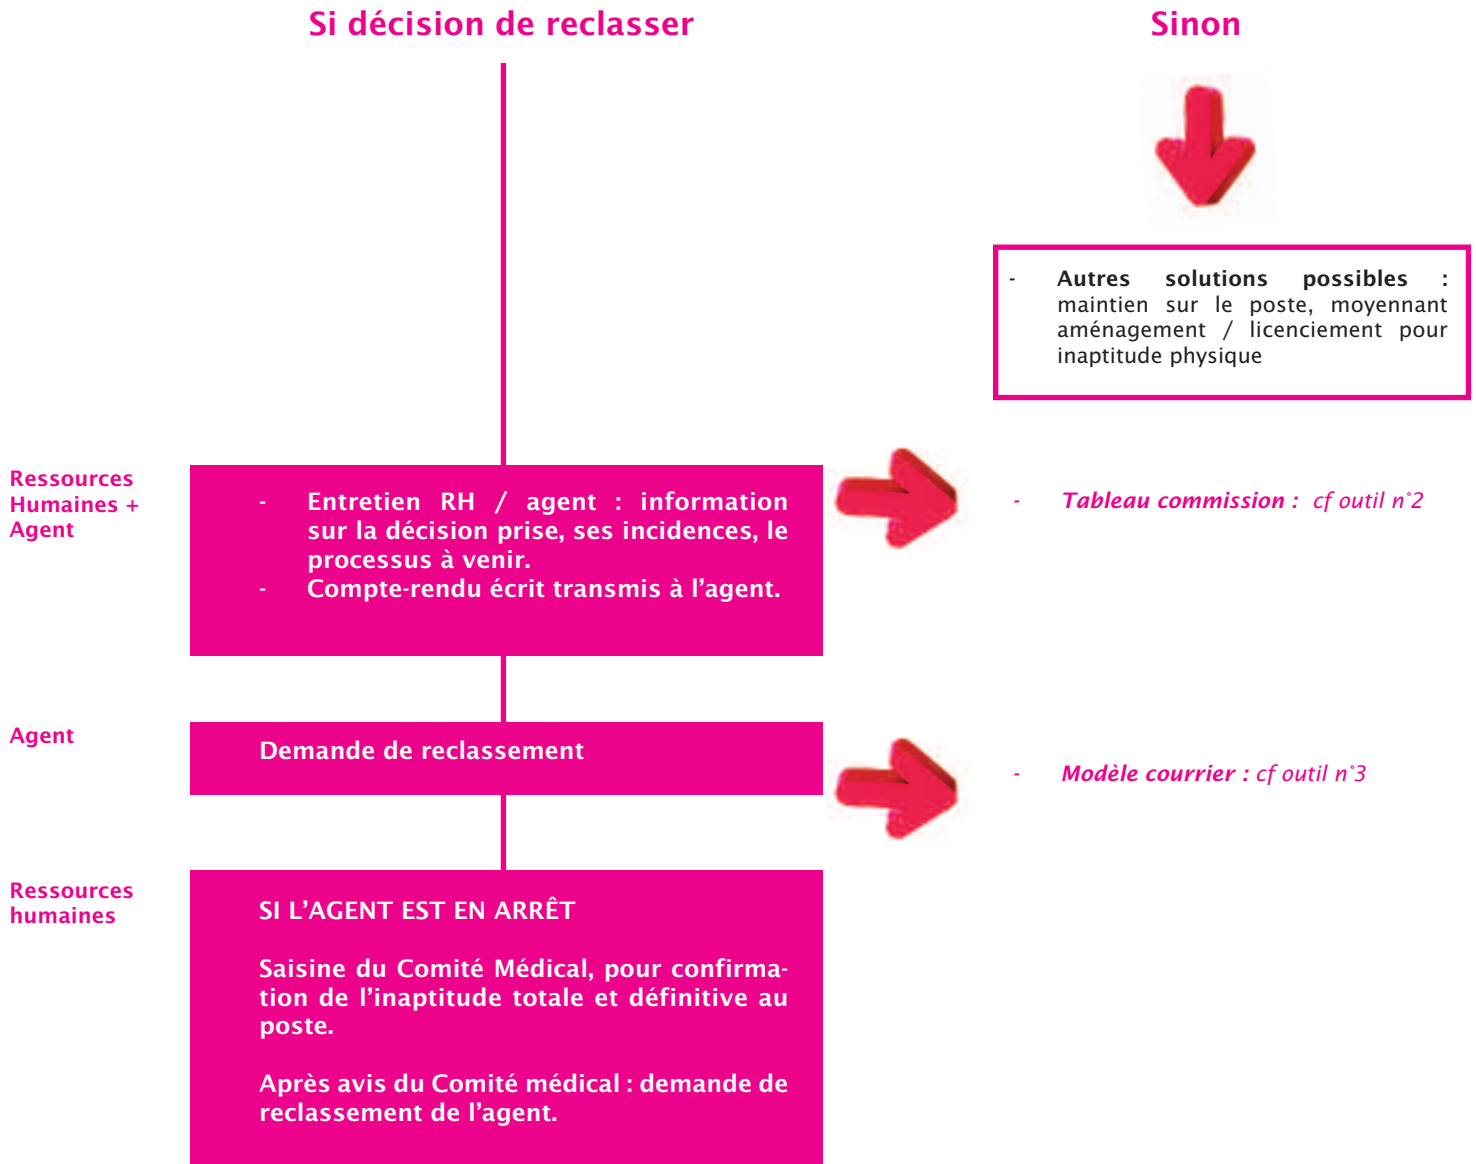 Si décision de reclasser
Sinon
- Autres solutions possibles :
maintien sur le poste, moyennant
aménagement / licenciement pour
inaptitude physique
Ressources
Humaines +
Agent
- Entretien RH / agent : information
sur la décision prise, ses incidences, le
processus à venir.
- Compte-rendu écrit transmis à l’agent.
- Tableau commission : cf outil n°2
Agent
Demande de reclassement
- Modèle courrier : cf outil n°3
Ressources
humaines
SI L’AGENT EST EN ARRÊT
Saisine du Comité Médical, pour confirma-
tion de l’inaptitude totale et définitive au
poste.
Après avis du Comité médical : demande de
reclassement de l’agent.